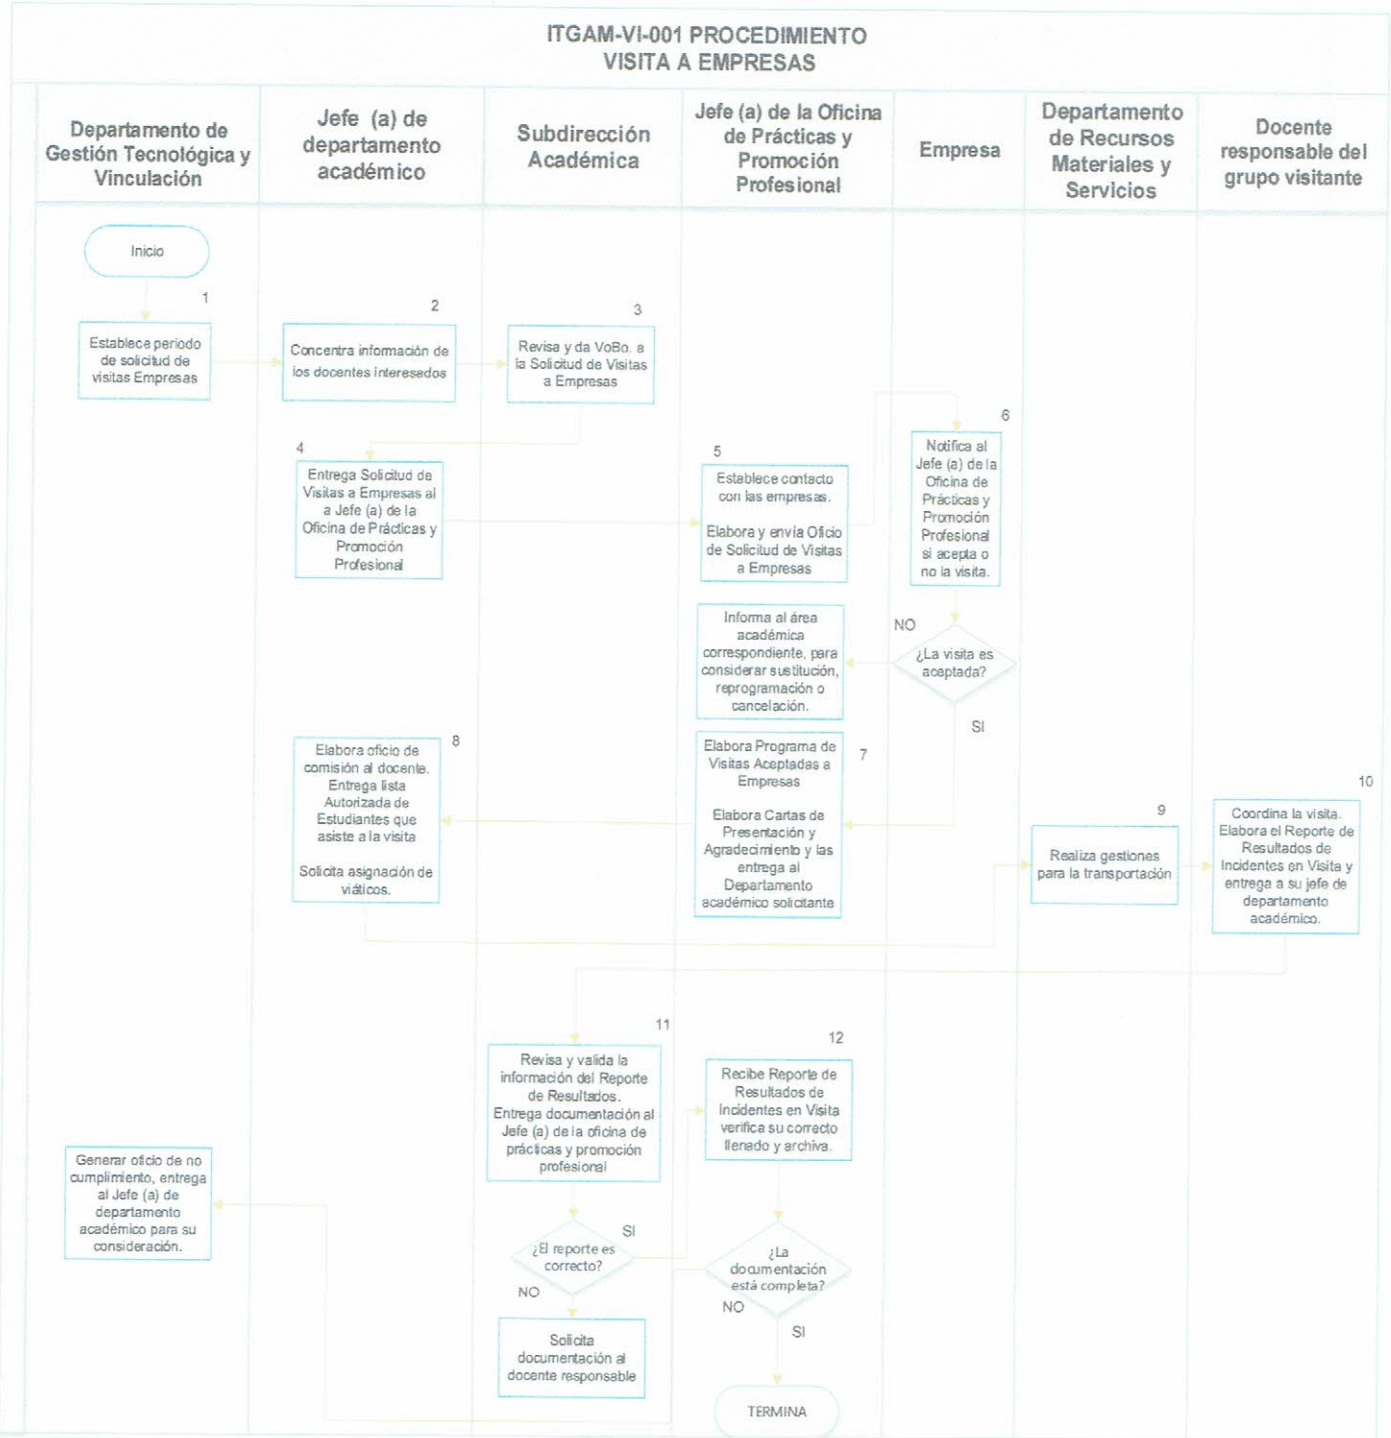 ITGAM-VI-001 PROCEDIMIENTO
VISITA A EMPRESAS
Departamento de
Gestión Tecnológica y
Vinculación
Jefe (a) de
departamento
académico
Subdirección
Académica
Jefe (a) de la Oficina
de Prácticas y
Promoción
Profesional
Empresa
Departamento
de Recursos
Materiales y
Servicios
Docente
responsable del
grupo visitante
Inicio
1
Establece periodo
de solicitud de
visitas Empresas
2
Concentra información de
los docentes interesados
3
Revisa y da VoBo. a
la Solicitud de Visitas
a Empresas
4
Entrega Solicitud de
Visitas a Empresas al
a Jefe (a) de la
Oficina de Prácticas y
Promoción
Profesional
5
Establece contacto
con las empresas.
Elabora y envía Oficio
de Solicitud de Visitas
a Empresas
6
Notifica al
Jefe (a) de la
Oficina de
Prácticas y
Promoción
Profesional
si acepta o
no la visita.
NO
¿La visita es
aceptada?
SI
Informa al área
académica
correspondiente, para
considerar sustitución,
reprogramación o
cancelación.
7
Elabora Programa de
Visitas Aceptadas a
Empresas
Elabora Cartas de
Presentación y
Agradecimiento y las
entrega al
Departamento
académico solicitante
8
Elabora oficio de
comisión al docente.
Entrega lista
Autorizada de
Estudiantes que
asiste a la visita
Solicita asignación de
viáticos.
9
Realiza gestiones
para la transportación
10
Coordina la visita.
Elabora el Reporte de
Resultados de
Incidentes en Visita y
entrega a su jefe de
departamento
académico.
11
Revisa y valida la
información del Reporte
de Resultados.
Entrega documentación al
Jefe (a) de la oficina de
prácticas y promoción
profesional
12
Recibe Reporte de
Resultados de
Incidentes en Visita
verifica su correcto
llenado y archiva.
Generar oficio de no
cumplimiento, entrega
al Jefe (a) de
departamento
académico para su
consideración.
SI
¿El reporte es
correcto?
NO
Solicita
documentación al
docente responsable
¿La
documentación
está completa?
NO
SI
TERMINA